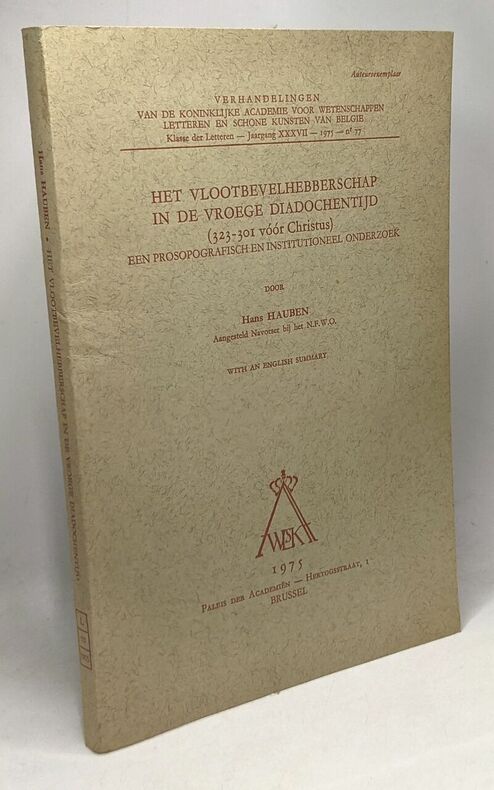 Auteursexemplaar
VERHANDELINGEN
VAN DE KONINKLIJKE ACADEMIE VOOR WETENSCHAPPEN
LETTEREN EN SCHONE KUNSTEN VAN BELGIE
Klasse der Letteren — Jaargang XXXVII — 1975 — nr 77
HET VLOOTBEVELHEBBERSCHAP
IN DE VROEGE DIADOCHENTIJD
(323-301 vóór Christus)
EEN PROSOPOGRAFISCH EN INSTITUTIONEEL ONDERZOEK
DOOR
Hans HAUBEN
Aangesteld Navorser bij het N.F.W.O.
WITH AN ENGLISH SUMMARY
1975
PALEIS DER ACADEMIËN — HERTOGSSTRAAT, 1
BRUSSEL
Hans HAUBEN • HET VLOOTBEVELHEBBERSCHAP IN DE VROEGE DIADOCHENTIJD